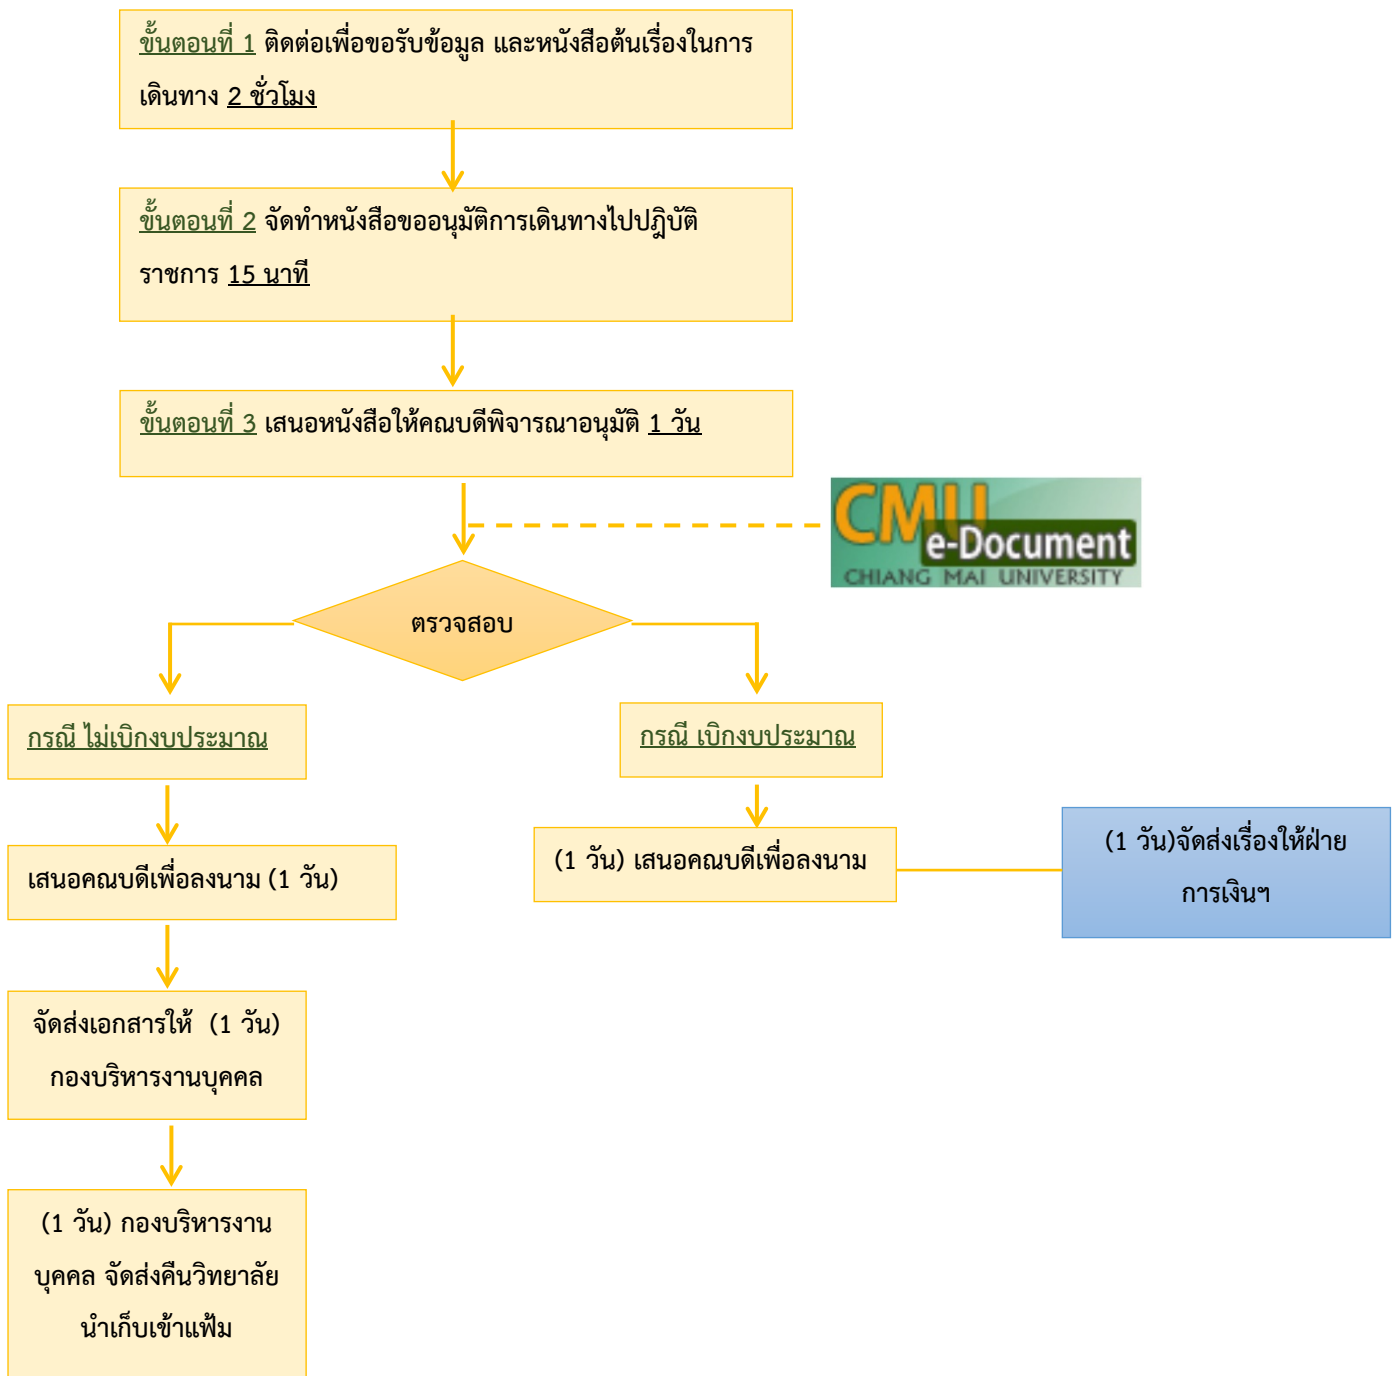 ขั้นตอนที่ 1 ติดต่อเพื่อขอรับข้อมูล และหนังสือต้นเรื่องในการ
เดินทาง 2 ชั่วโมง
ขั้นตอนที่ 2 จัดทำหนังสือขออนุมัติการเดินทางไปปฎิบัติ
ราชการ 15 นาที
ขั้นตอนที่ 3 เสนอหนังสือให้คณบดีพิจารณาอนุมัติ 1 วัน
CMU
e-Document
CHIANG MAI UNIVERSITY
ตรวจสอบ
กรณี ไม่เบิกงบประมาณ
กรณี เบิกงบประมาณ
เสนอคณบดีเพื่อลงนาม (1 วัน)
(1 วัน) เสนอคณบดีเพื่อลงนาม
(1 วัน)จัดส่งเรื่องให้ฝ่าย
การเงินฯ
จัดส่งเอกสารให้ (1 วัน)
กองบริหารงานบุคคล
(1 วัน) กองบริหารงาน
บุคคล จัดส่งคืนวิทยาลัย
นำเก็บเข้าแฟ้ม